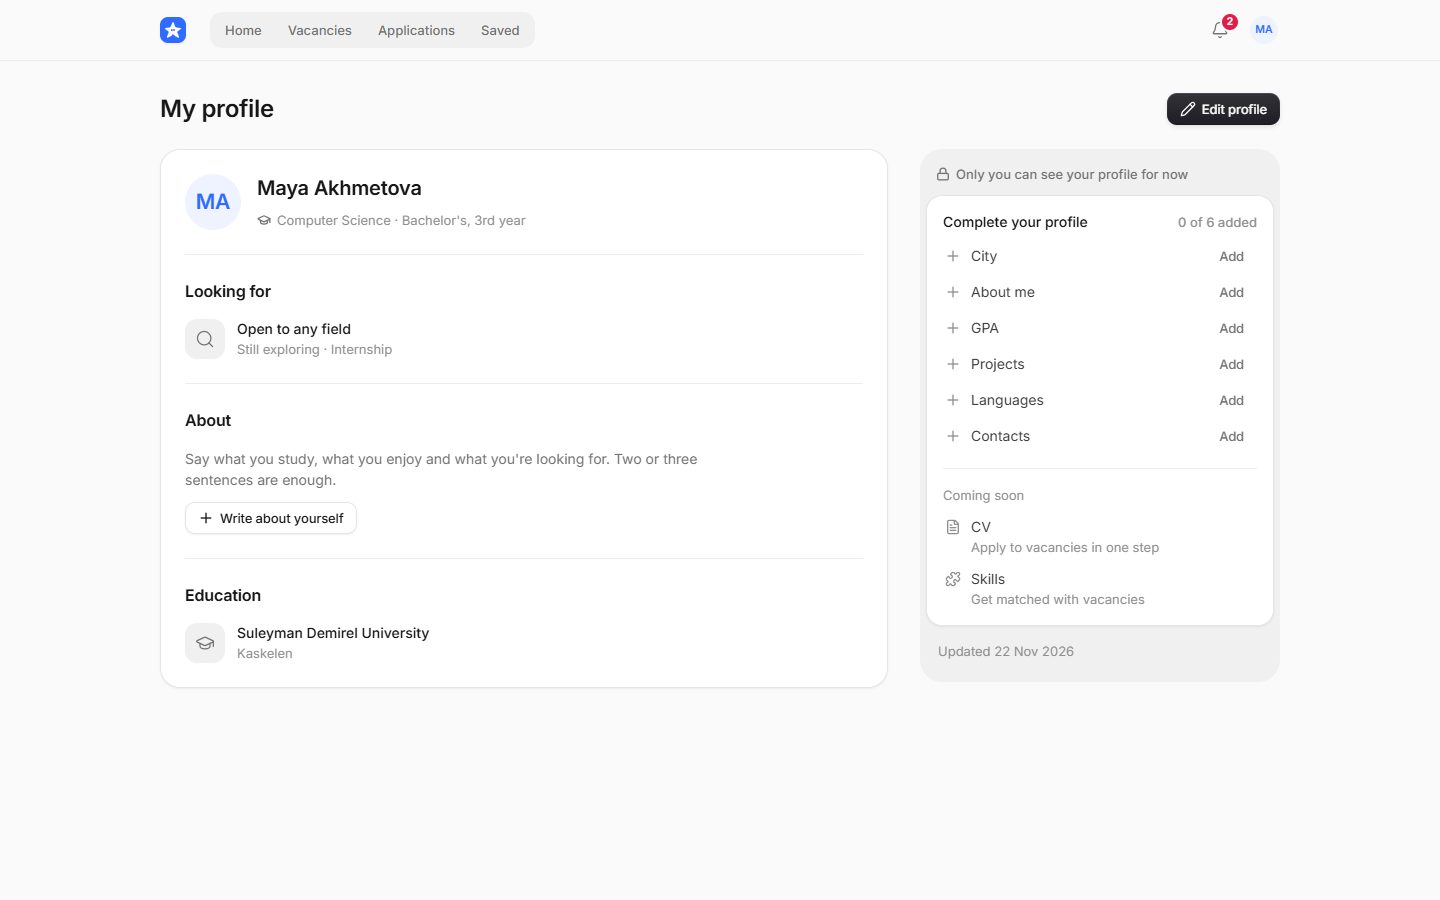 Home
Vacancies
Applications
Saved
2
MA
My profile
Edit profile
MA
Maya Akhmetova
Computer Science · Bachelor's, 3rd year
Looking for
Open to any field
Still exploring · Internship
About
Say what you study, what you enjoy and what you're looking for. Two or three
sentences are enough.
Write about yourself
Education
Suleyman Demirel University
Kaskelen
Only you can see your profile for now
Complete your profile
0 of 6 added
City
Add
About me
Add
GPA
Add
Projects
Add
Languages
Add
Contacts
Add
Coming soon
CV
Apply to vacancies in one step
Skills
Get matched with vacancies
Updated 22 Nov 2026